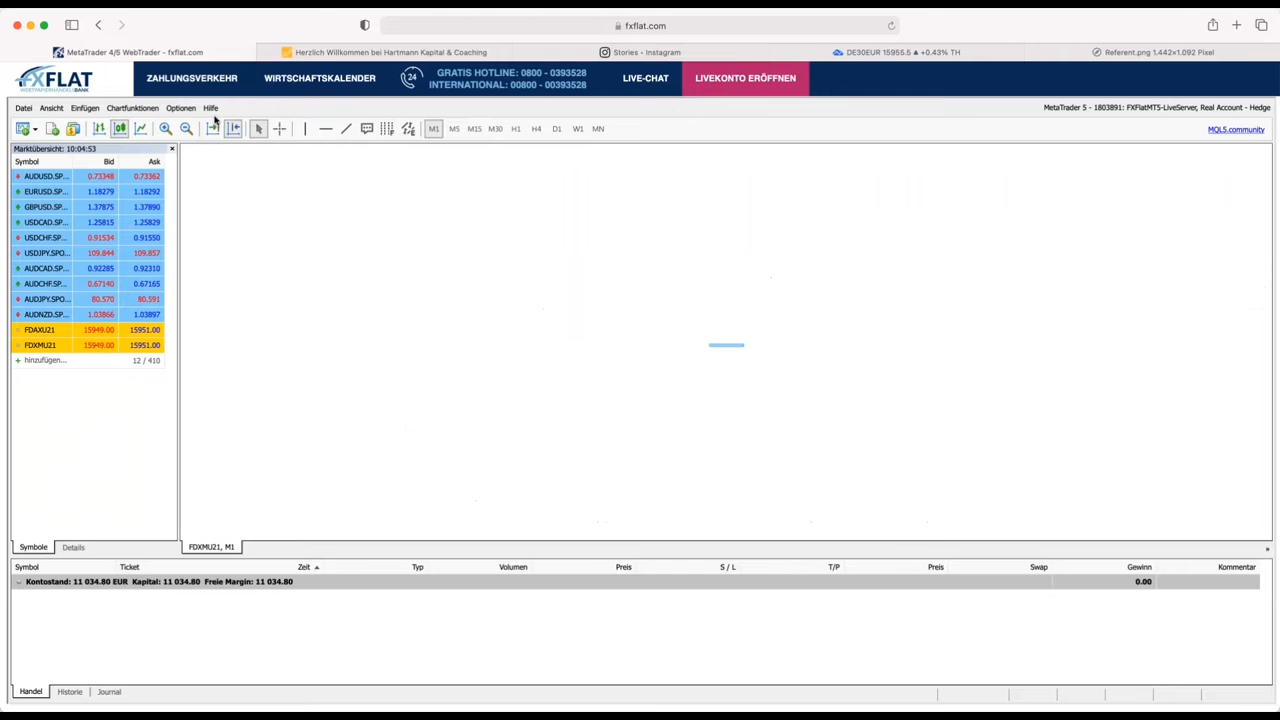 fxflat.com
MetaTrader 4/5 WebTrader - fxflat.com
Herzlich Willkommen bei Hartmann Kapital & Coaching
Stories • Instagram
DE30EUR 15955.5 ▲ +0.43% TH
Referent.png 1.442×1.092 Pixel
FXFLAT
WERTPAPIERHANDELSBANK
ZAHLUNGSVERKEHR
WIRTSCHAFTSKALENDER
24
GRATIS HOTLINE: 0800 - 0393528
INTERNATIONAL: 00800 - 00393528
LIVE-CHAT
LIVEKONTO ERÖFFNEN
Datei Ansicht Einfügen Chartfunktionen Optionen Hilfe
MetaTrader 5 - 1803891: FXFlatMT5-LiveServer, Real Account - Hedge
M1 M5 M15 M30 H1 H4 D1 W1 MN
MQL5.community
Marktübersicht: 10:04:53
Symbol Bid Ask
AUDUSD.SP... 0.73348 0.73362
EURUSD.SP... 1.18279 1.18292
GBPUSD.SP... 1.37875 1.37890
USDCAD.SP... 1.25815 1.25829
USDCHF.SP... 0.91534 0.91550
USDJPY.SPO... 109.844 109.857
AUDCAD.SP... 0.92285 0.92310
AUDCHF.SP... 0.67140 0.67165
AUDJPY.SPO... 80.570 80.591
AUDNZD.SP... 1.03866 1.03897
FDAXU21 15949.00 15951.00
FDXMU21 15949.00 15951.00
+ hinzufügen... 12 / 410
Symbole Details
FDXMU21, M1
Symbol Ticket Zeit Typ Volumen Preis S / L T/P Preis Swap Gewinn Kommentar
Kontostand: 11 034.80 EUR Kapital: 11 034.80 Freie Margin: 11 034.80 0.00
Handel Historie Journal